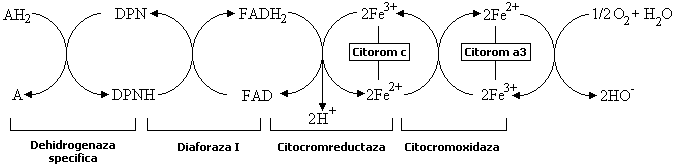 AH₂ DPN FADH₂ 2Fe³⁺ 2Fe²⁺ 1/2 O₂ + H₂O
Citorom c Citorom a3
A DPNH FAD 2Fe²⁺ 2Fe³⁺ 2HO⁻
2H⁺
Dehidrogenaza specifica Diaforaza I Citocromreductaza Citocromoxidaza